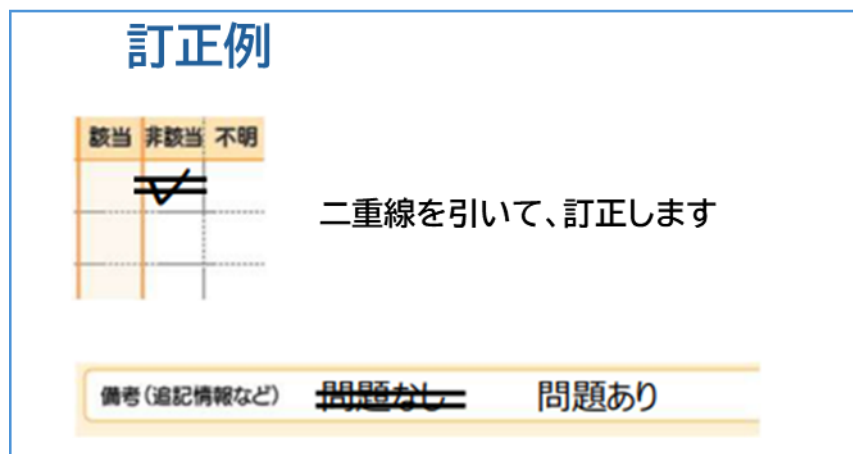 訂正例
該当 非該当 不明
✓
二重線を引いて、訂正します
備考（追記情報など） 問題なし 問題あり